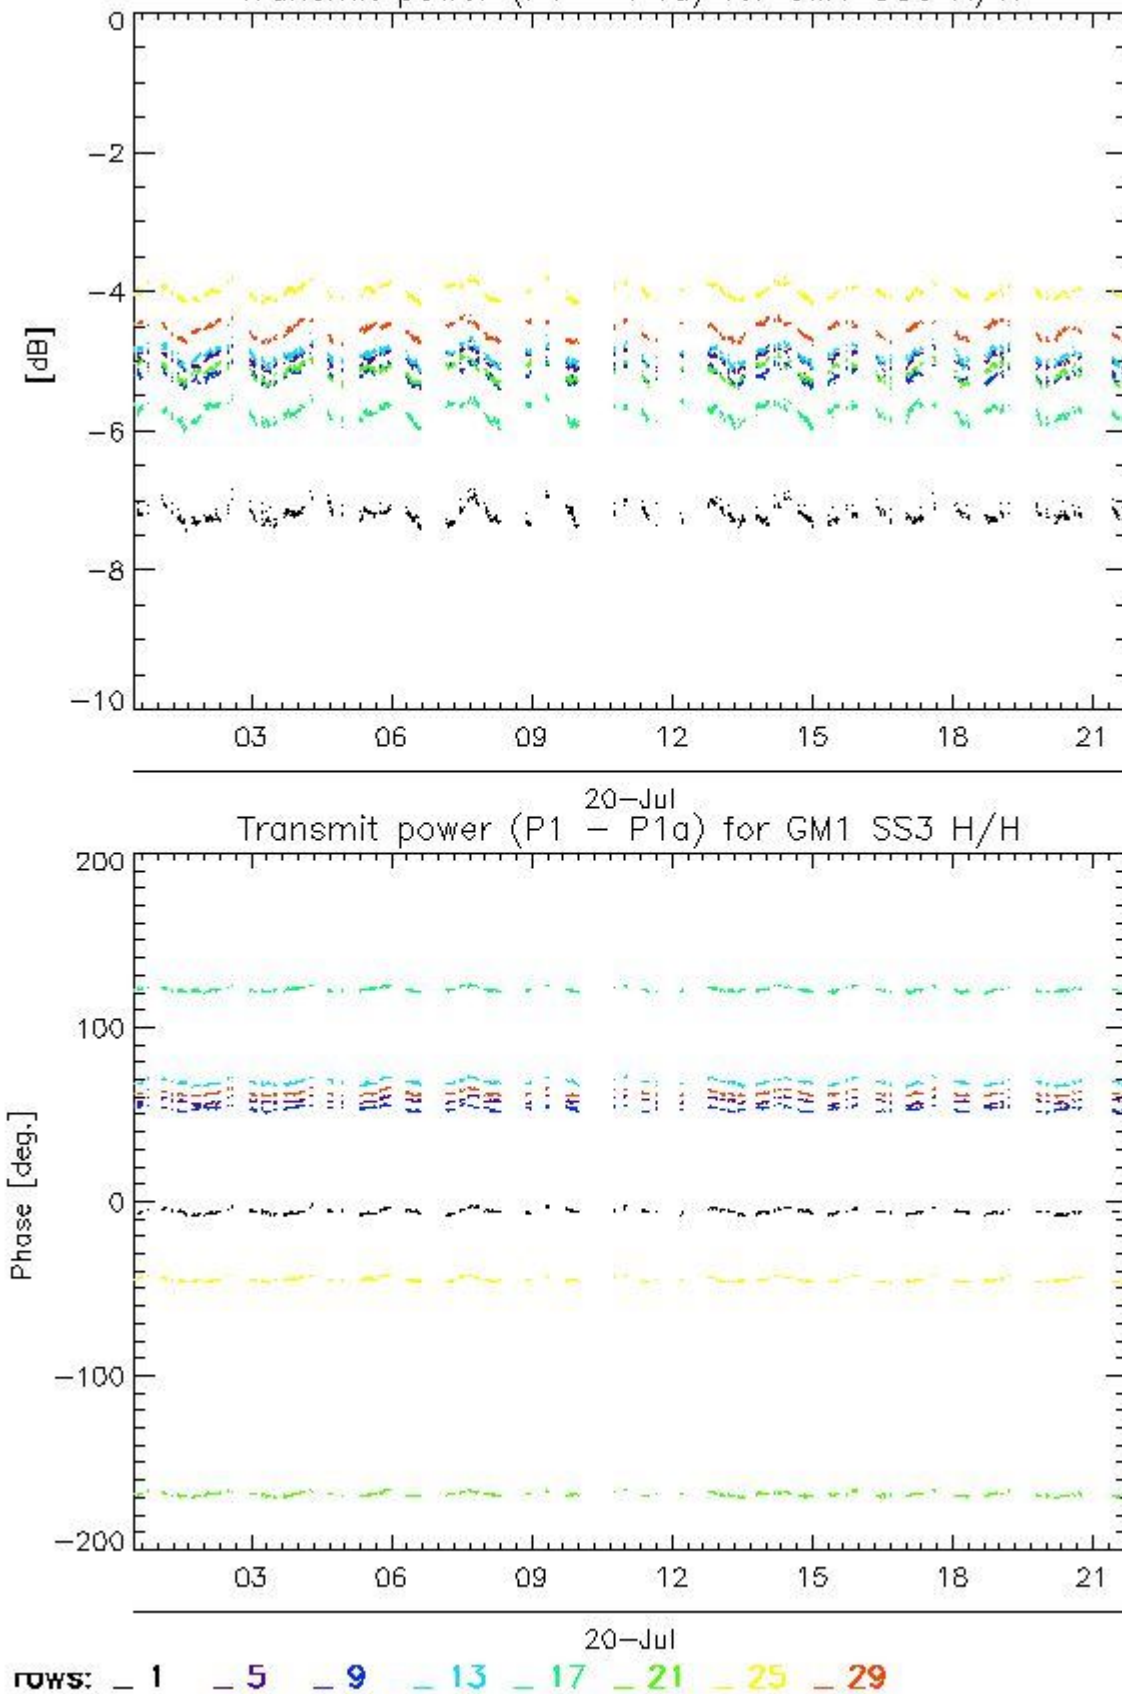 0
−2
−4
[dB]
−6
−8
−10
03 06 09 12 15 18 21
20−Jul
Transmit power (P1 − P1a) for GM1 SS3 H/H
200
100
Phase [deg.]
0
−100
−200
03 06 09 12 15 18 21
20−Jul
rows: _ 1 _ 5 _ 9 _ 13 _ 17 _ 21 _ 25 _ 29